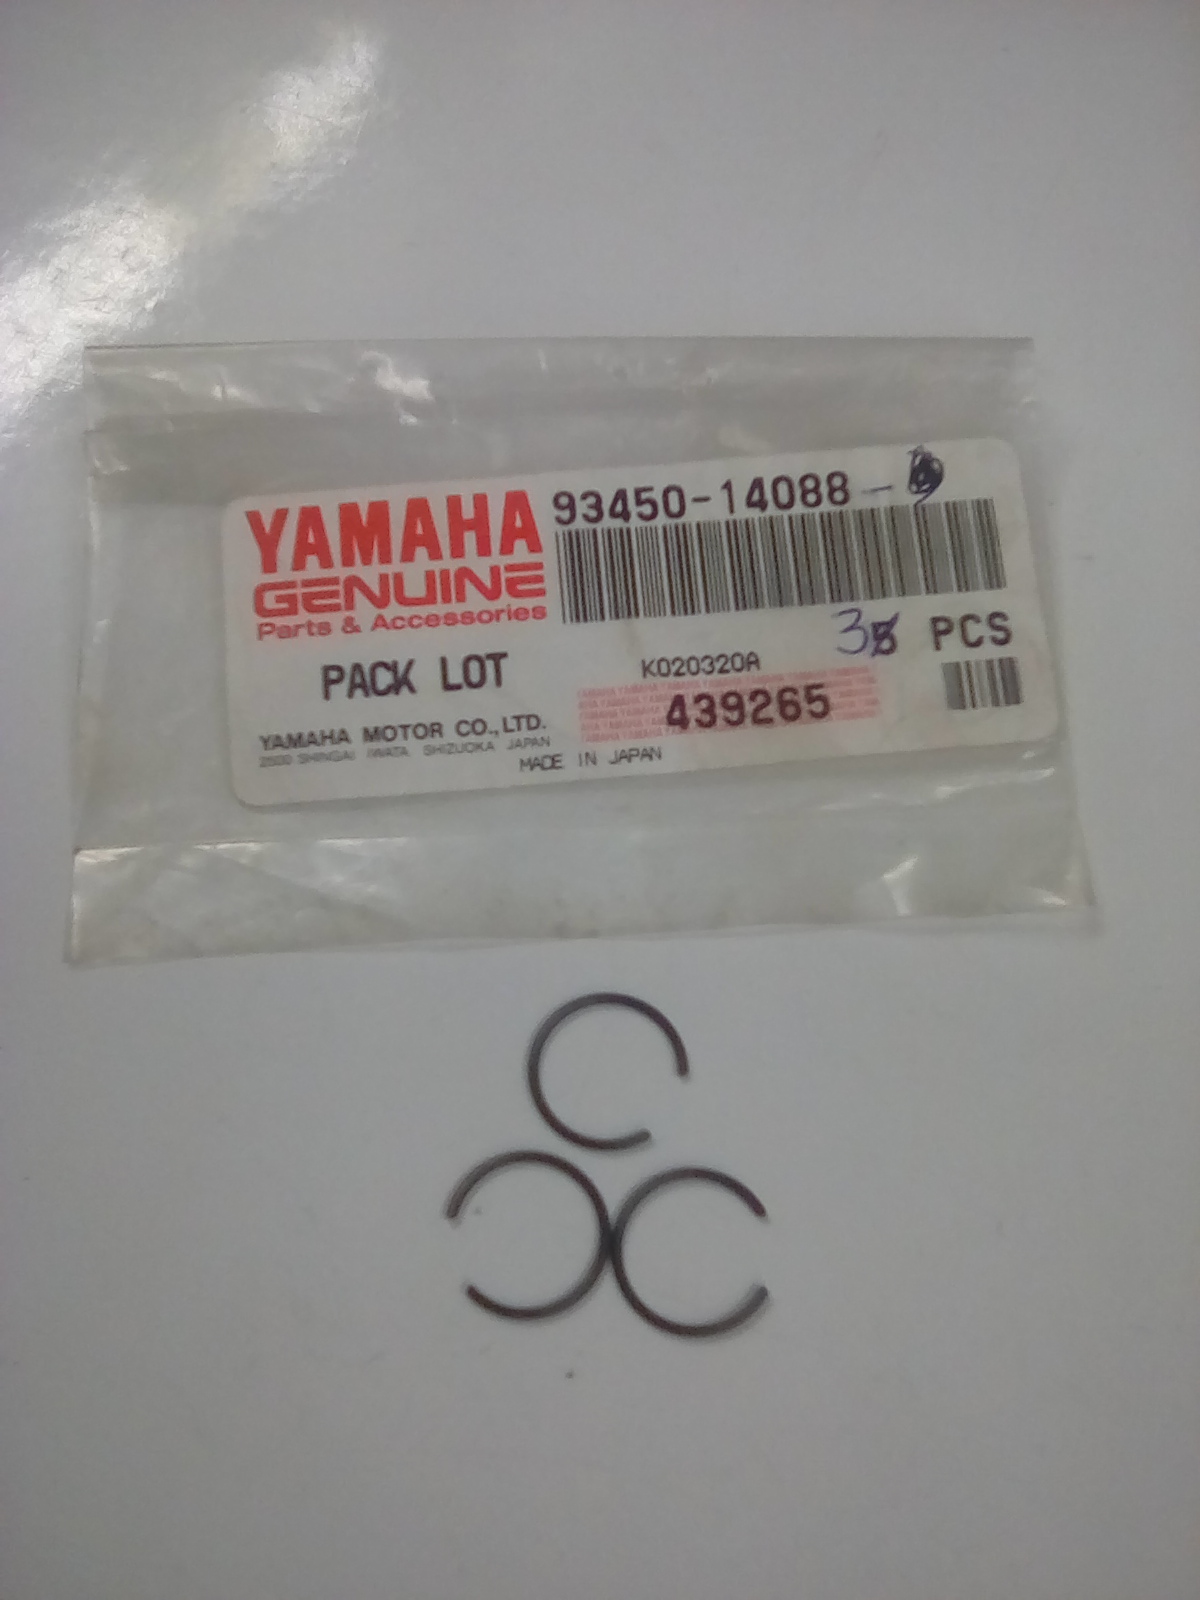 YAMAHA
GENUINE
Parts & Accessories
93450-14088-
3 PCS
PACK LOT
K020320A
439265
YAMAHA MOTOR CO., LTD.
2500 SHINGAI IWATA SHIZUOKA JAPAN
MADE IN JAPAN